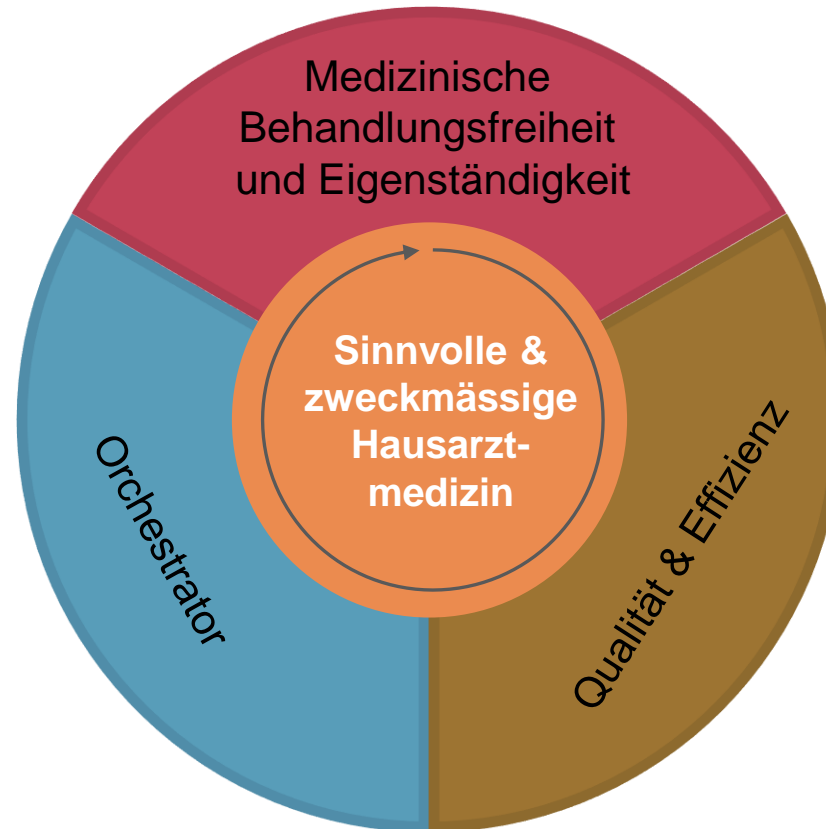 Medizinische
Behandlungsfreiheit
und Eigenständigkeit
Sinnvolle &
zweckmässige
Hausarzt-
medizin
Orchestrator
Qualität & Effizienz